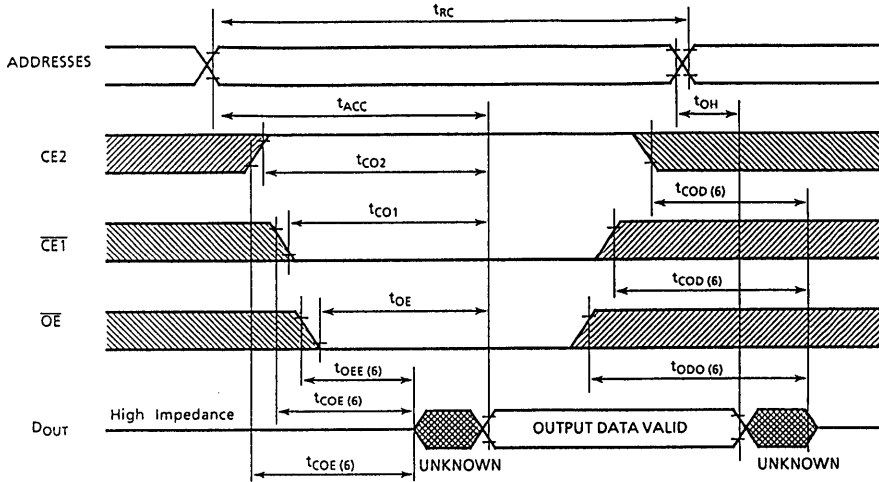 tRC
ADDRESSES
tACC
tOH
CE2
tCO2
tCOD (6)
CE1
tCO1
tCOD (6)
OE
tOE
tOEE (6)
tODO (6)
tCOE (6)
High Impedance
DOUT
OUTPUT DATA VALID
tCOE (6)
UNKNOWN
UNKNOWN